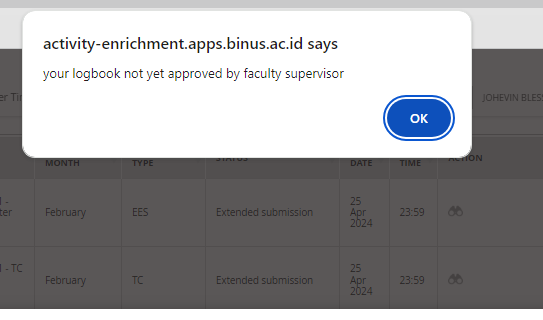 activity-enrichment.apps.binus.ac.id says
your logbook not yet approved by faculty supervisor
OK
er Tir
JOHEVIN BLES
MONTH TYPE STATUS DATE TIME ACTION
February EES Extended submission 25 Apr 2024 23:59
ter
I - TC February TC Extended submission 25 Apr 2024 23:59